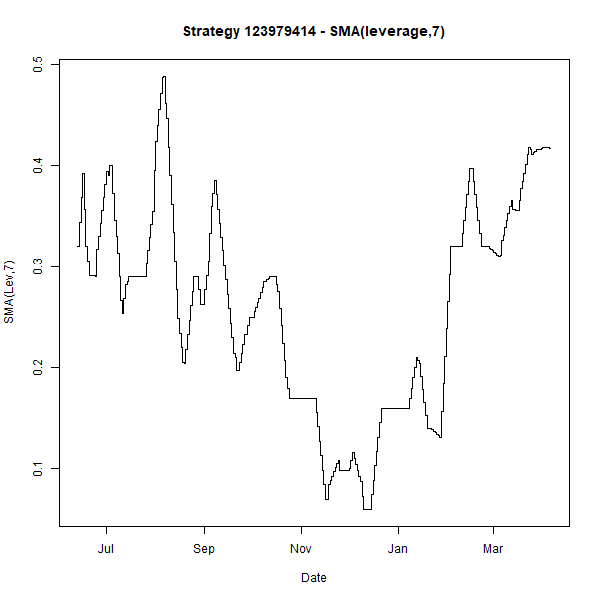 Strategy 123979414 - SMA(leverage,7)
0.5
0.4
0.3
0.2
0.1
SMA(Lev,7)
Jul Sep Nov Jan Mar
Date